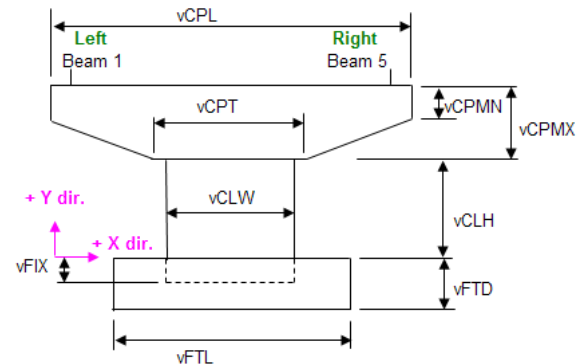 vCPL
Left Right
Beam 1 Beam 5
vCPT
vCPMN
vCPMX
vCLW
+ Y dir.
vCLH
+ X dir.
vFIX
vFTD
vFTL